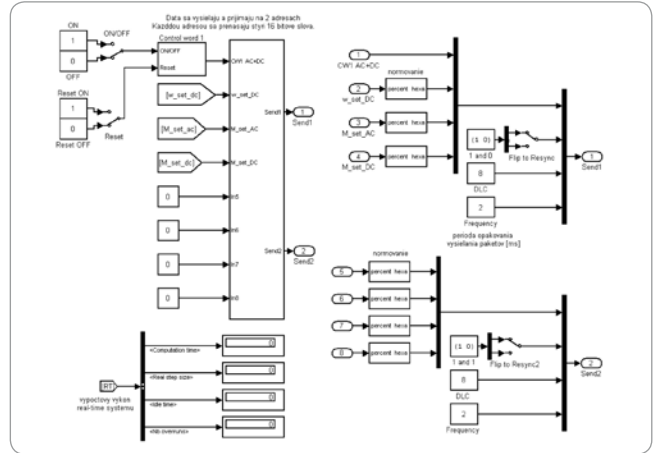 Data sa vysielaju a prijimaju na 2 adresach
Kazdou adresou sa prenasaju styri 16 bitove slova.
ON
ON/OFF
1
0
OFF
Reset ON
1
0
Reset OFF
Reset
Control word 1
ON/OFF
Reset
[w_set_dc]
[M_set_ac]
[M_set_dc]
0
0
0
0
CW1 AC+DC
w_set_DC
M_set_AC
M_set_DC
In5
In6
In7
In8
Send1
Send2
1
Send1
2
Send2
[RT]
vypoctovy vykon
real-time systemu
<Computation time>
<Real step size>
<Idle time>
<Nb overruns>
0
0
0
0
1
CW1 AC+DC
2
w_set_DC
3
M_set_AC
4
M_set_DC
normovanie
percent hexa
percent hexa
percent hexa
(1 0)
1 and 0
Flip to Resync
8
DLC
2
Frequency
perioda opakovania
vysielania paketov [ms]
1
Send1
normovanie
5
percent hexa
6
percent hexa
7
percent hexa
8
percent hexa
(1 0)
1 and 1
Flip to Resync2
8
DLC
2
Frequency
2
Send2